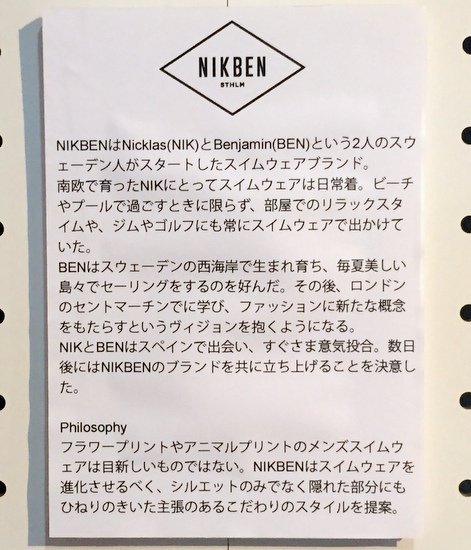 NIKBEN
STHLM
NIKBENはNicklas(NIK)とBenjamin(BEN)という2人のスウ
ェーデン人がスタートしたスイムウェアブランド。
南欧で育ったNIKにとってスイムウェアは日常着。ビーチ
やプールで過ごすときに限らず、部屋でのリラックスタ
イムや、ジムやゴルフにも常にスイムウェアで出かけて
いた。
BENはスウェーデンの西海岸で生まれ育ち、毎夏美しい
島々でセーリングをするのを好んだ。その後、ロンドン
のセントマーチンでに学び、ファッションに新たな概念
をもたらすというヴィジョンを抱くようになる。
NIKとBENはスペインで出会い、すぐさま意気投合。数日
後にはNIKBENのブランドを共に立ち上げることを決意し
た。
Philosophy
フラワープリントやアニマルプリントのメンズスイムウ
ェアは目新しいものではない。NIKBENはスイムウェアを
進化させるべく、シルエットのみでなく隠れた部分にも
ひねりのきいた主張のあるこだわりのスタイルを提案。